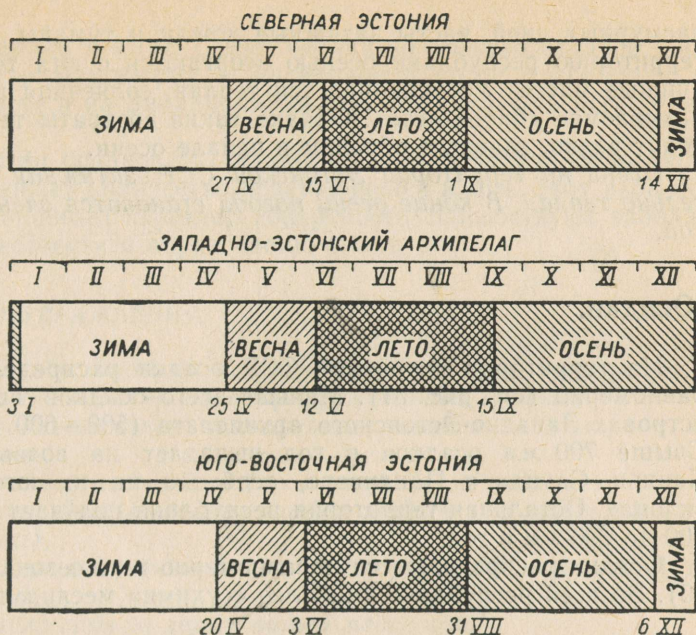 СЕВЕРНАЯ ЭСТОНИЯ
I II III IV V VI VII VIII IX X XI XII
ЗИМА ВЕСНА ЛЕТО ОСЕНЬ ЗИМА
27 IV 15 VI 1 IX 14 XII
ЗАПАДНО-ЭСТОНСКИЙ АРХИПЕЛАГ
I II III IV V VI VII VIII IX X XI XII
ЗИМА ВЕСНА ЛЕТО ОСЕНЬ
3 I 25 IV 12 VI 15 IX
ЮГО-ВОСТОЧНАЯ ЭСТОНИЯ
I II III IV V VI VII VIII IX X XI XII
ЗИМА ВЕСНА ЛЕТО ОСЕНЬ ЗИМА
20 IV 3 VI 31 VIII 6 XII